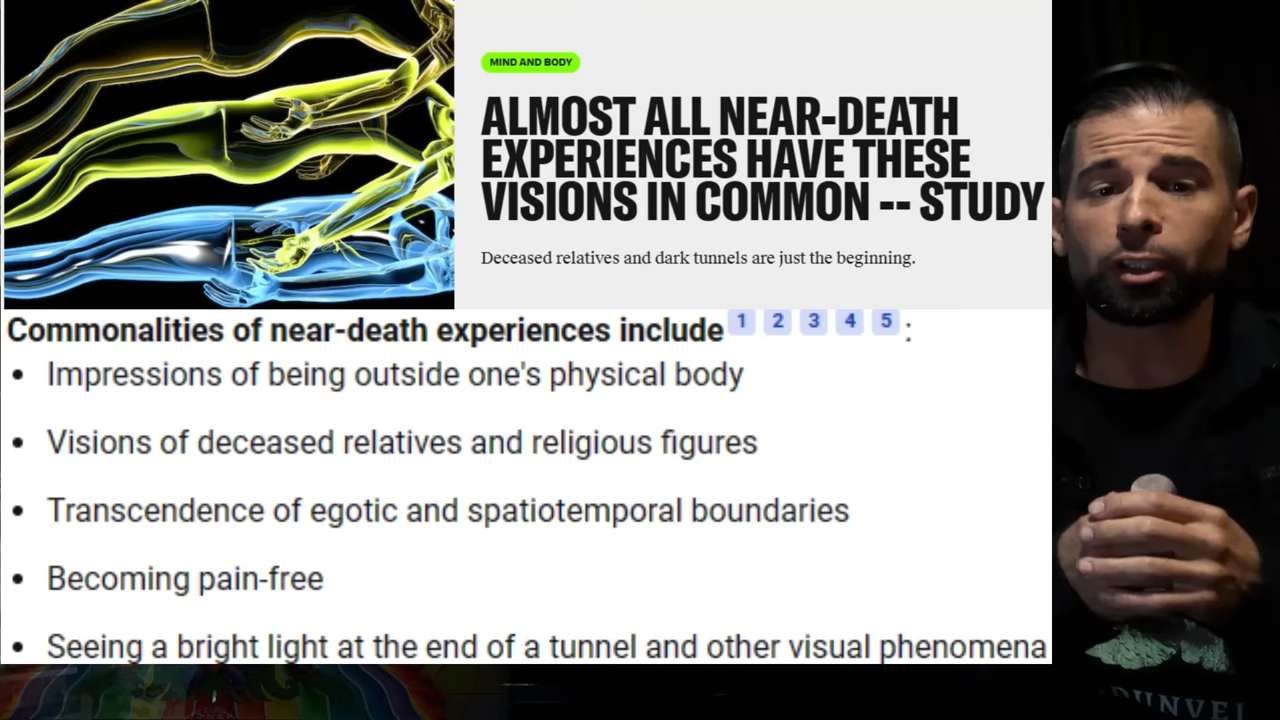 MIND AND BODY
ALMOST ALL NEAR-DEATH
EXPERIENCES HAVE THESE
VISIONS IN COMMON -- STUDY
Deceased relatives and dark tunnels are just the beginning.
Commonalities of near-death experiences include 1 2 3 4 5 :
• Impressions of being outside one's physical body
• Visions of deceased relatives and religious figures
• Transcendence of egotic and spatiotemporal boundaries
• Becoming pain-free
• Seeing a bright light at the end of a tunnel and other visual phenomena